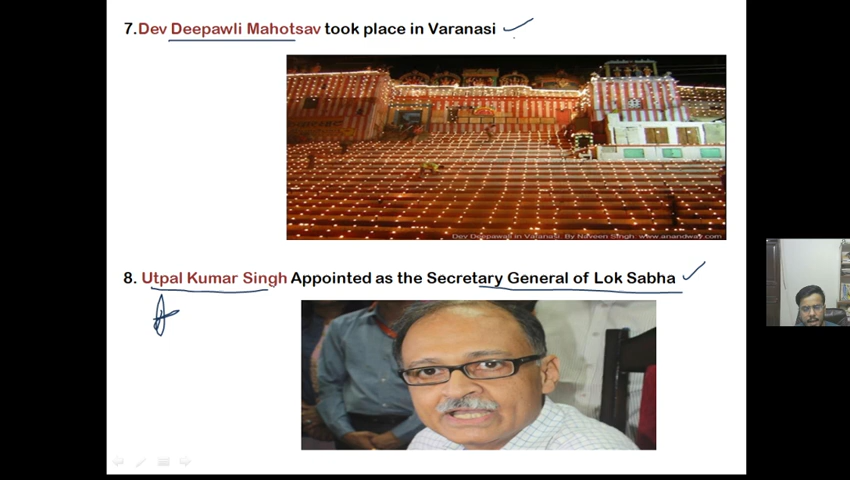 7.Dev Deepawli Mahotsav took place in Varanasi
Dev Deepawali in Varanasi. By Naveen Singh. www.anandway.com
8. Utpal Kumar Singh Appointed as the Secretary General of Lok Sabha